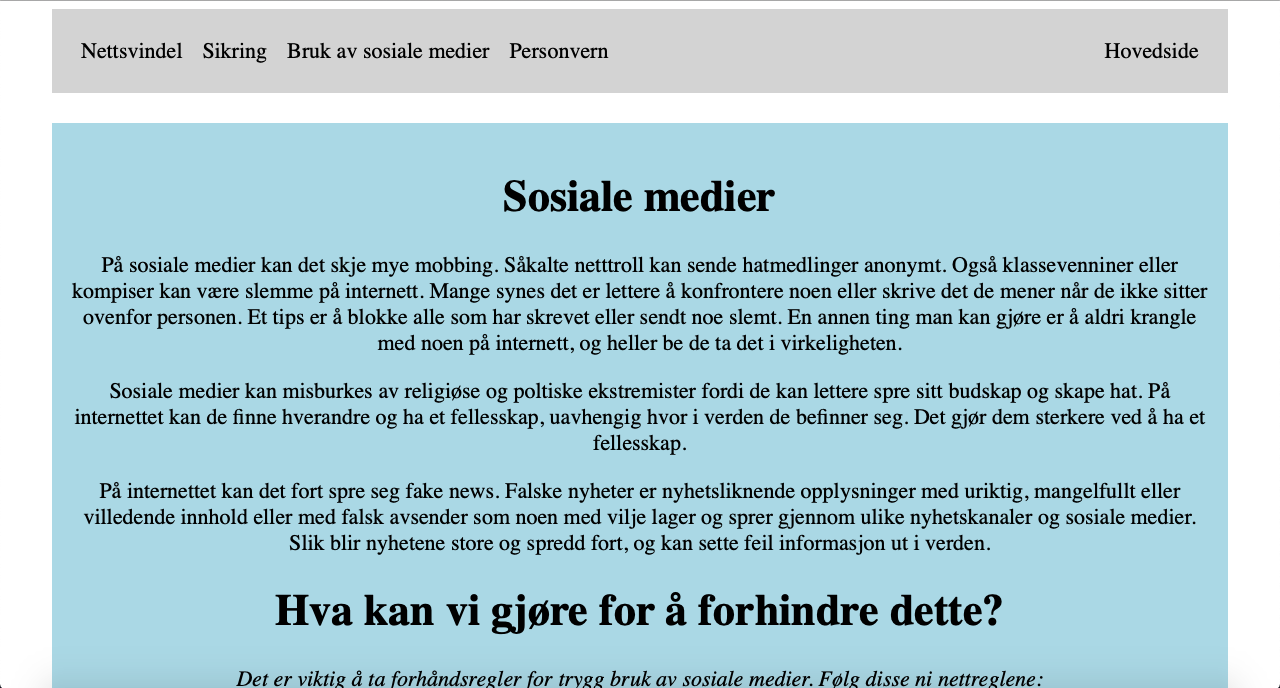 Nettsvindel Sikring Bruk av sosiale medier Personvern Hovedside
Sosiale medier
På sosiale medier kan det skje mye mobbing. Såkalte netttroll kan sende hatmedlinger anonymt. Også klassevenniner eller
kompiser kan være slemme på internett. Mange synes det er lettere å konfrontere noen eller skrive det de mener når de ikke sitter
ovenfor personen. Et tips er å blokke alle som har skrevet eller sendt noe slemt. En annen ting man kan gjøre er å aldri krangle
med noen på internett, og heller be de ta det i virkeligheten.
Sosiale medier kan misburkes av religiøse og poltiske ekstremister fordi de kan lettere spre sitt budskap og skape hat. På
internettet kan de finne hverandre og ha et fellesskap, uavhengig hvor i verden de befinner seg. Det gjør dem sterkere ved å ha et
fellesskap.
På internettet kan det fort spre seg fake news. Falske nyheter er nyhetsliknende opplysninger med uriktig, mangelfullt eller
villedende innhold eller med falsk avsender som noen med vilje lager og sprer gjennom ulike nyhetskanaler og sosiale medier.
Slik blir nyhetene store og spredd fort, og kan sette feil informasjon ut i verden.
Hva kan vi gjøre for å forhindre dette?
Det er viktig å ta forhåndsregler for trygg bruk av sosiale medier. Følg disse ni nettreglene: